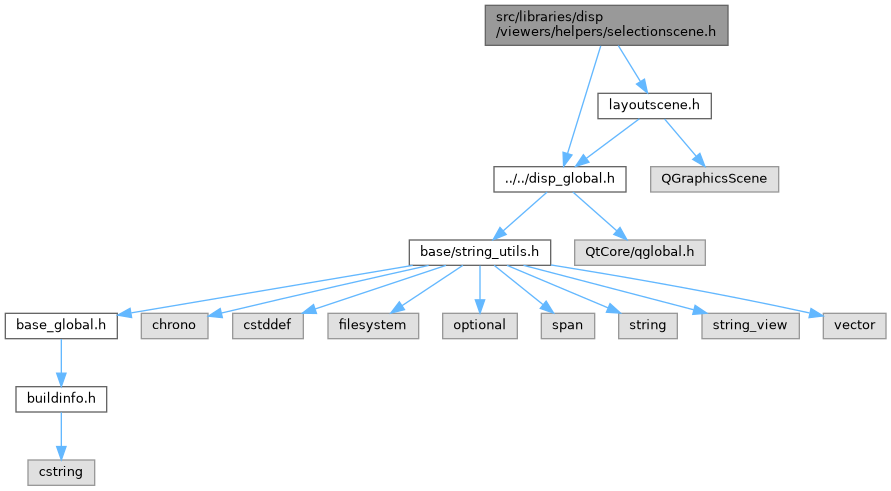 src/libraries/disp
/viewers/helpers/selectionscene.h
layoutscene.h
../../disp_global.h
QGraphicsScene
base/string_utils.h
QtCore/qglobal.h
base_global.h
chrono
cstddef
filesystem
optional
span
string
string_view
vector
buildinfo.h
cstring